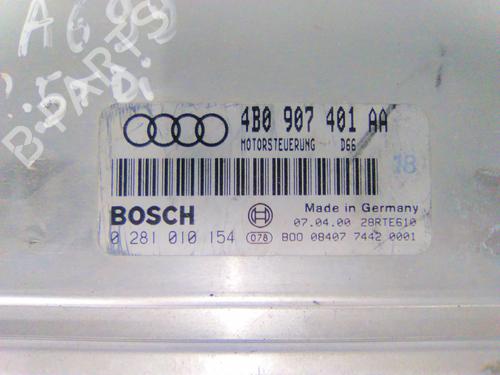 A6
B-PARTS
4B0 907 401 AA
MOTORSTEUERUNG D66
18
BOSCH
Made in Germany
07.04.00 28RTE610
0 281 010 154 078 B00 08407 7442 0001